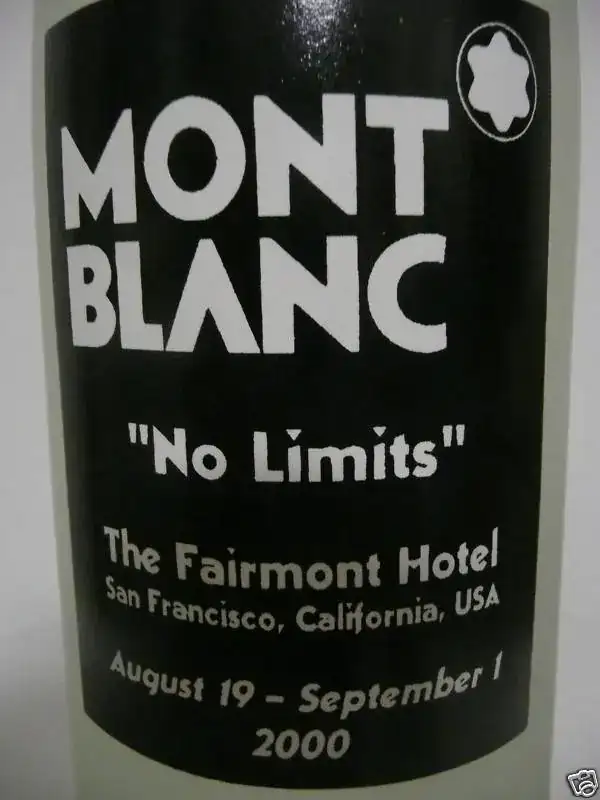 MONT
BLANC
"No Limits"
The Fairmont Hotel
San Francisco, California, USA
August 19 - September 1
2000